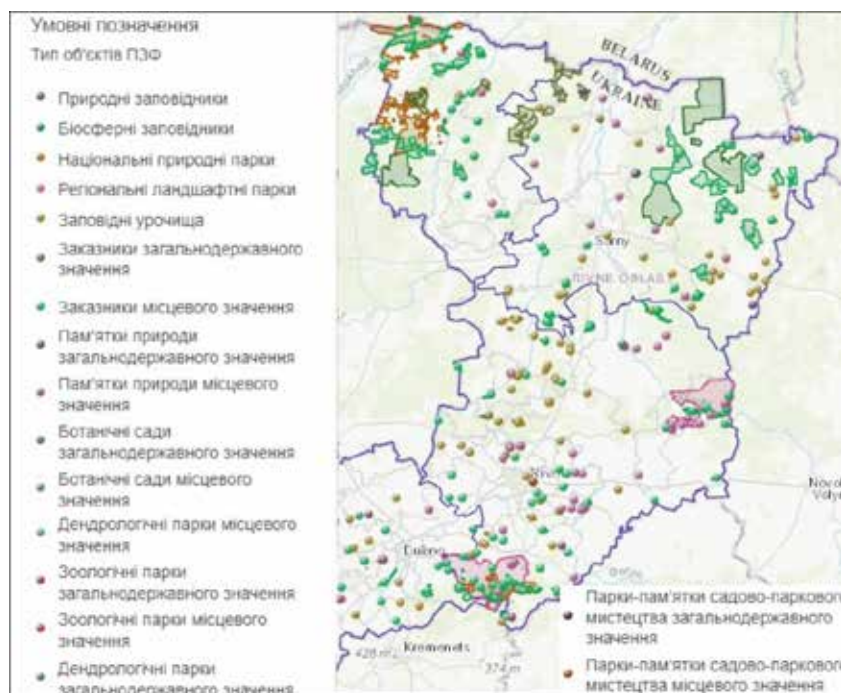 Умовні позначення
Тип об'єктів ПЗФ
Природні заповідники
Біосферні заповідники
Національні природні парки
Регіональні ландшафтні парки
Заповідні урочища
Заказники загальнодержавного
значення
Заказники місцевого значення
Пам'ятки природи
загальнодержавного значення
Пам'ятки природи місцевого
значення
Ботанічні сади
загальнодержавного значення
Ботанічні сади місцевого
значення
Дендрологічні парки місцевого
значення
Зоологічні парки
загальнодержавного значення
Зоологічні парки місцевого
значення
Дендрологічні парки
загальнодержавного значення
BELARUS
UKRAINE
Sarny
RIVNE OBLAST
Dubno
Kremenets
374 m
Парки-пам'ятки садово-паркового
мистецтва загальнодержавного
значення
Парки-пам'ятки садово-паркового
мистецтва місцевого значення